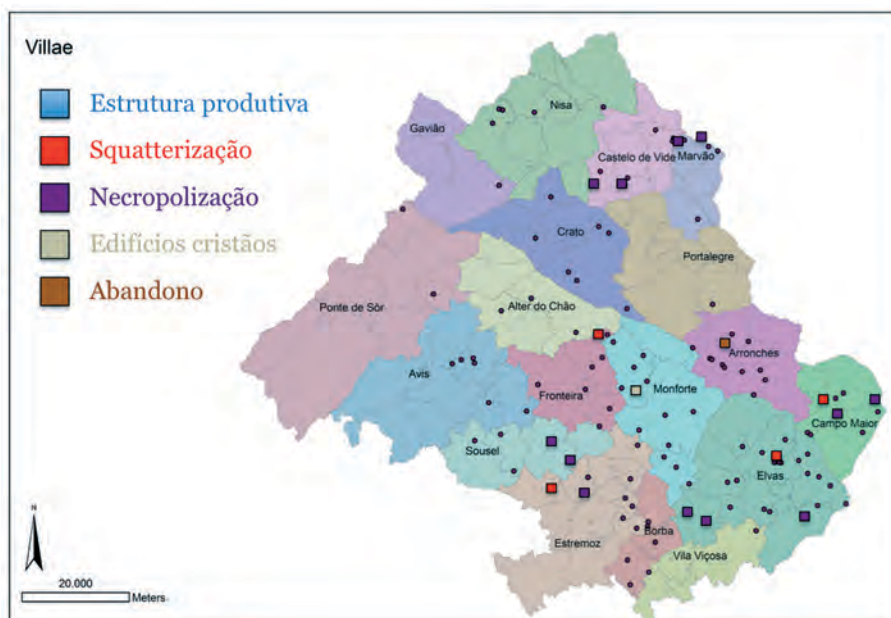 Villae
Estrutura produtiva
Squatterização
Necropolização
Edifícios cristãos
Abandono
Nisa
Gavião
Castelo de Vide
Marvão
Crato
Portalegre
Ponte de Sôr
Alter do Chão
Arronches
Avis
Fronteira
Monforte
Campo Maior
Sousel
Elvas
Estremoz
Borba
Vila Viçosa
N
20.000
Meters